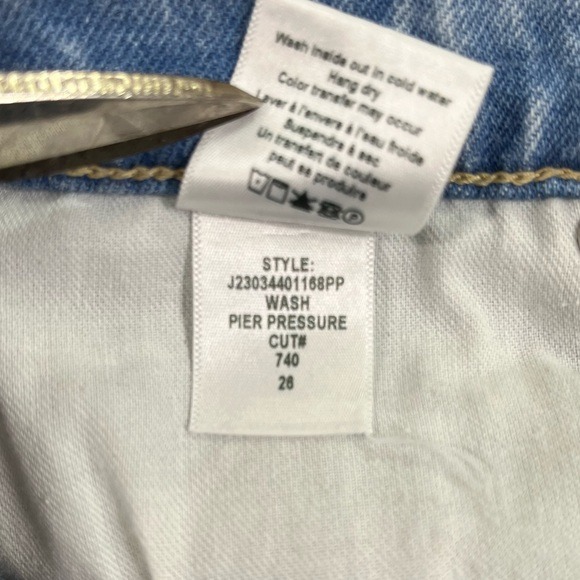 Wash inside out in cold water
Hang dry
Color transfer may occur
Laver à l'envers à l'eau froide
Suspendre à sec
Un transfert de couleur
peut se produire
STYLE:
J23034401168PP
WASH
PIER PRESSURE
CUT#
740
26